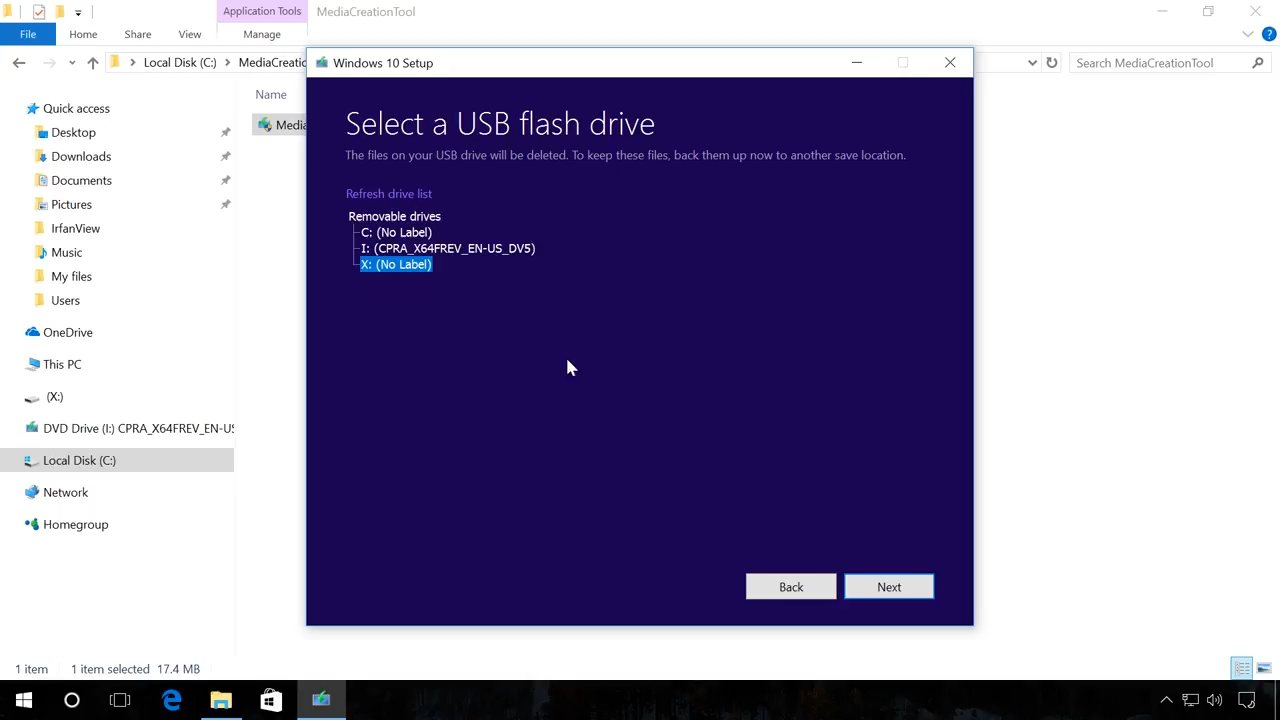 Application Tools
MediaCreationTool
File
Home
Share
View
Manage
Local Disk (C:)
MediaCreatio
Search MediaCreationTool
Windows 10 Setup
Quick access
Desktop
Downloads
Documents
Pictures
IrfanView
Music
My files
Users
OneDrive
This PC
(X:)
DVD Drive (I:) CPRA_X64FREV_EN-US
Local Disk (C:)
Network
Homegroup
Name
Media
Select a USB flash drive
The files on your USB drive will be deleted. To keep these files, back them up now to another save location.
Refresh drive list
Removable drives
C: (No Label)
I: (CPRA_X64FREV_EN-US_DV5)
X: (No Label)
Back
Next
1 item
1 item selected
17.4 MB